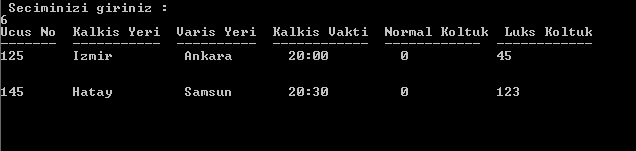 Seciminizi giriniz :
6
Ucus No Kalkis Yeri Varis Yeri Kalkis Vakti Normal Koltuk Luks Koltuk
125 Izmir Ankara 20:00 0 45
145 Hatay Samsun 20:30 0 123